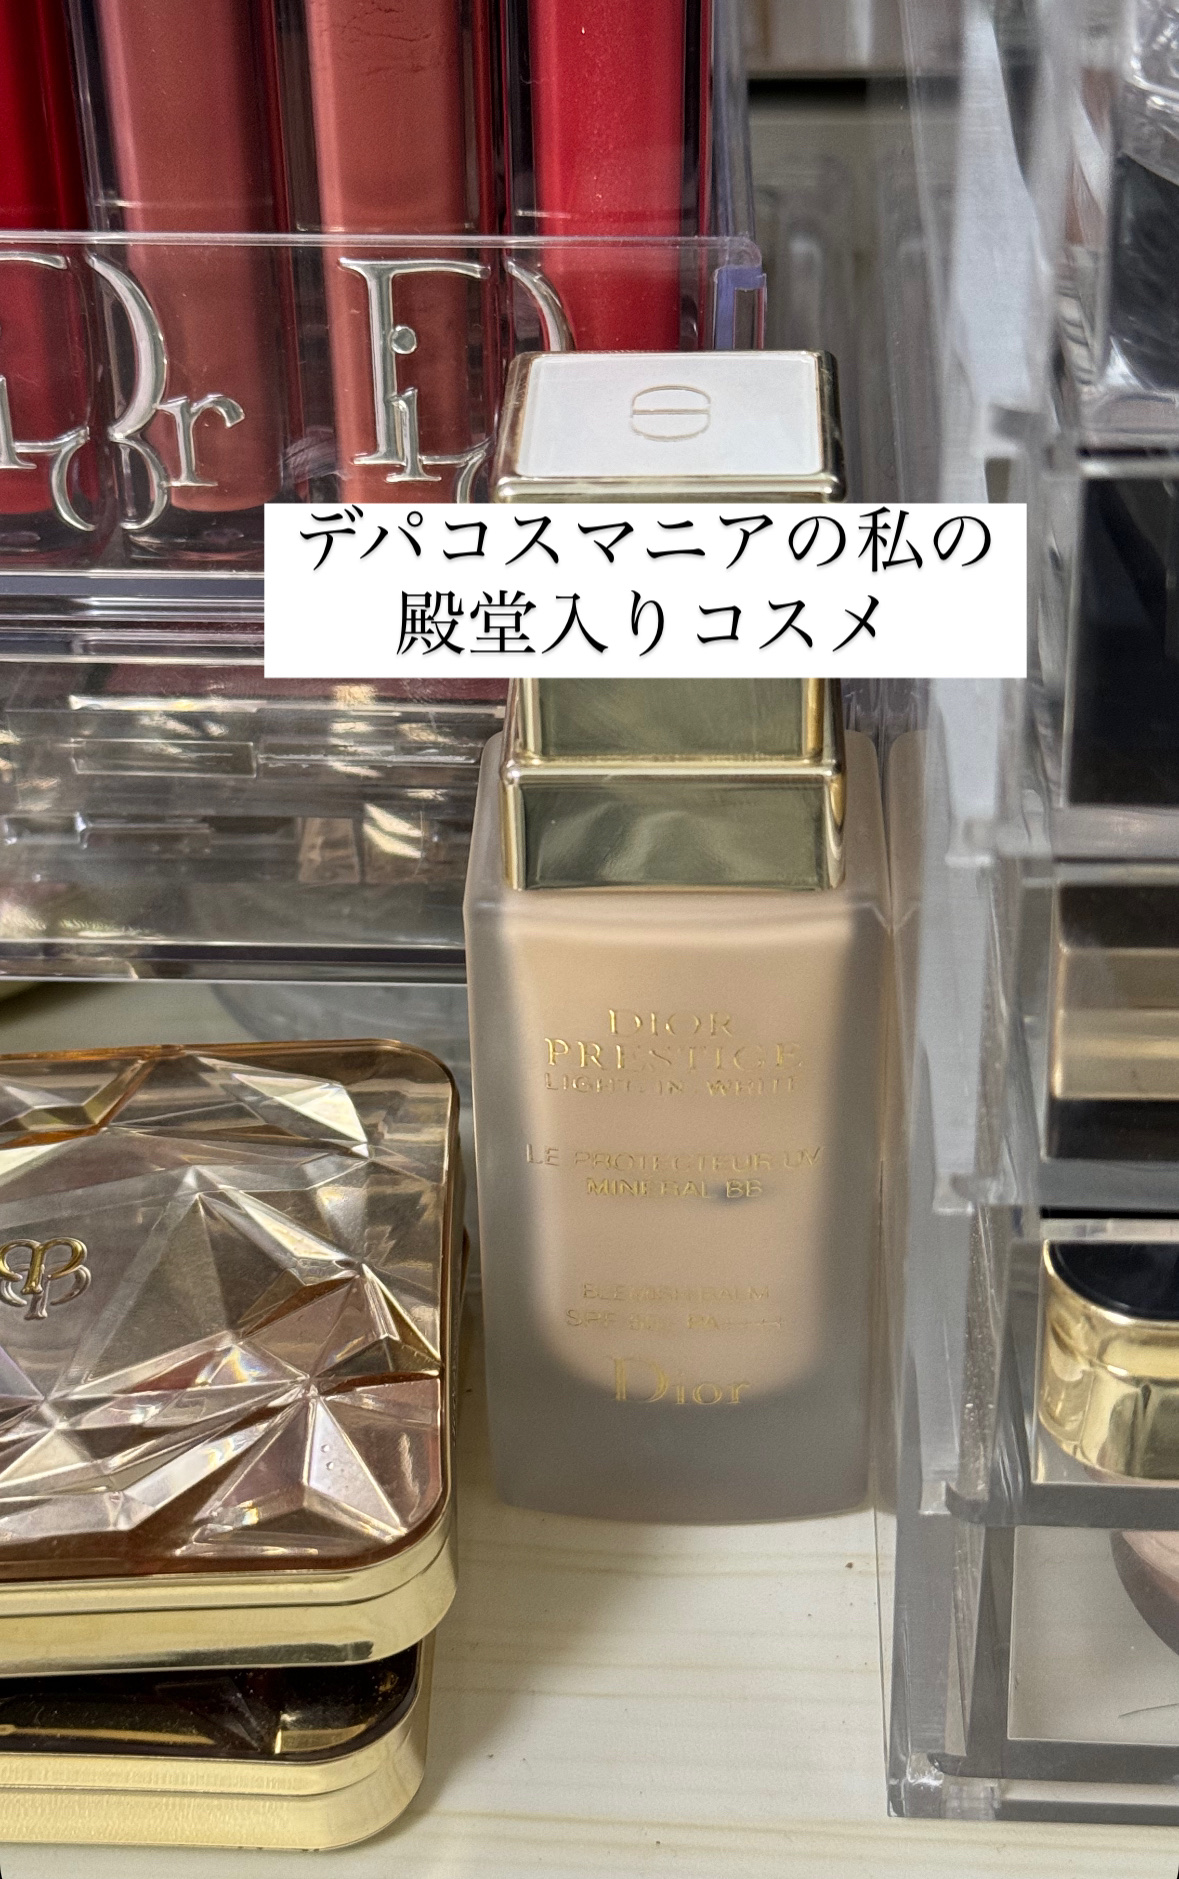 Dior
デパコスマニアの私の
殿堂入りコスメ
DIOR
PRESTIGE
LIGHT-IN-WHITE
LE PROTECTEUR UV
MINERAL BB
Dior